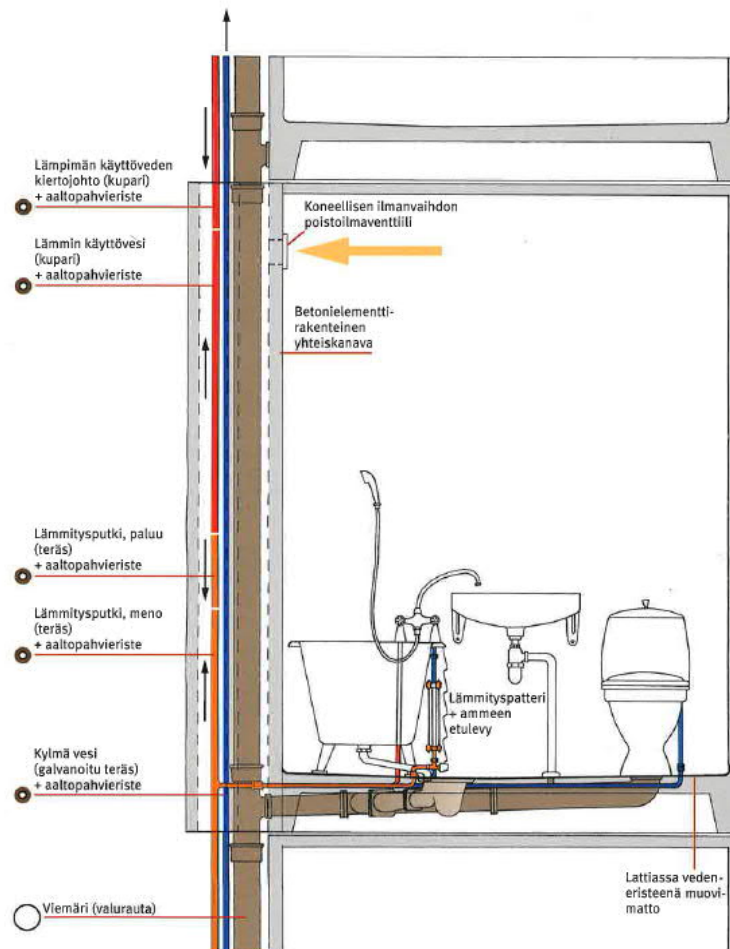 Lämpimän käyttöveden
kiertojohto (kupari)
+ aaltopahvieriste
Lämmin käyttövesi
(kupari)
+ aaltopahvieriste
Koneellisen ilmanvaihdon
poistoilmaventtiili
Betonielementti-
rakenteinen
yhteiskanava
Lämmitysputki, paluu
(teräs)
+ aaltopahvieriste
Lämmitysputki, meno
(teräs)
+ aaltopahvieriste
Lämmityspatteri
+ ammeen
etulevy
Kylmä vesi
(galvanoitu teräs)
+ aaltopahvieriste
Lattiassa veden-
eristeenä muovi-
matto
Viemäri (valurauta)